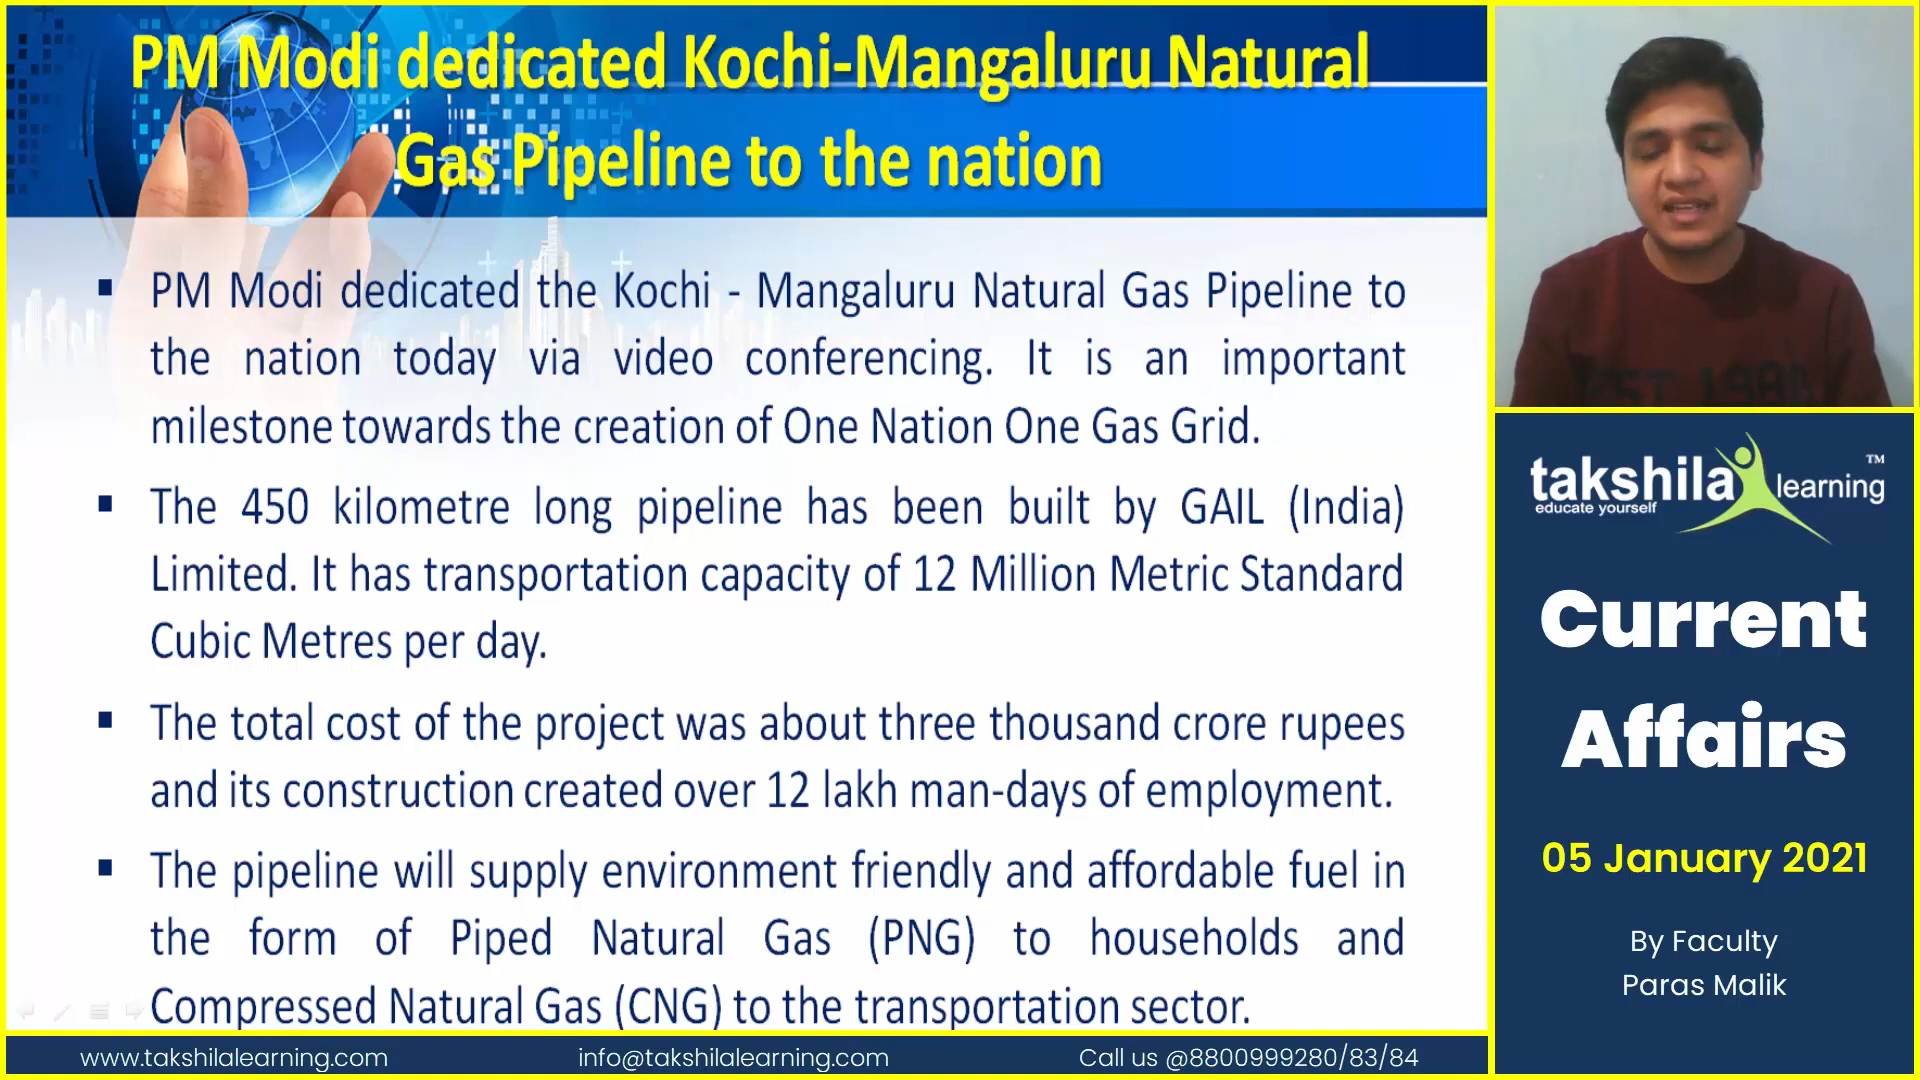 PM Modi dedicated Kochi-Mangaluru Natural
Gas Pipeline to the nation
▪ PM Modi dedicated the Kochi - Mangaluru Natural Gas Pipeline to
the nation today via video conferencing. It is an important
milestone towards the creation of One Nation One Gas Grid.
▪ The 450 kilometre long pipeline has been built by GAIL (India)
Limited. It has transportation capacity of 12 Million Metric Standard
Cubic Metres per day.
▪ The total cost of the project was about three thousand crore rupees
and its construction created over 12 lakh man-days of employment.
▪ The pipeline will supply environment friendly and affordable fuel in
the form of Piped Natural Gas (PNG) to households and
Compressed Natural Gas (CNG) to the transportation sector.
takshila learning ™
educate yourself
Current
Affairs
05 January 2021
By Faculty
Paras Malik
www.takshilalearning.com
info@takshilalearning.com
Call us @8800999280/83/84